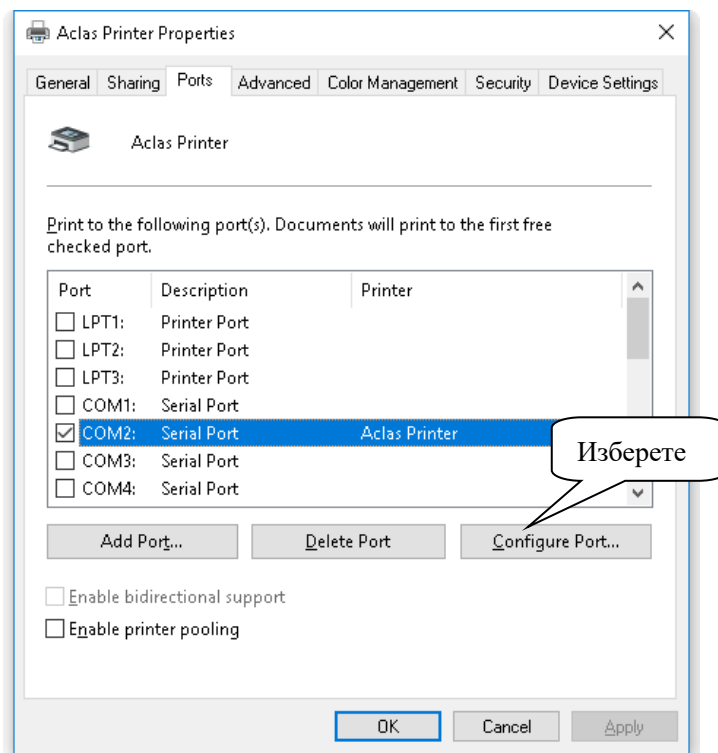 Aclas Printer Properties
General Sharing Ports Advanced Color Management Security Device Settings
Aclas Printer
Print to the following port(s). Documents will print to the first free
checked port.
Port Description Printer
LPT1: Printer Port
LPT2: Printer Port
LPT3: Printer Port
COM1: Serial Port
COM2: Serial Port Aclas Printer
COM3: Serial Port
COM4: Serial Port
Изберете
Add Port... Delete Port Configure Port...
Enable bidirectional support
Enable printer pooling
OK Cancel Apply